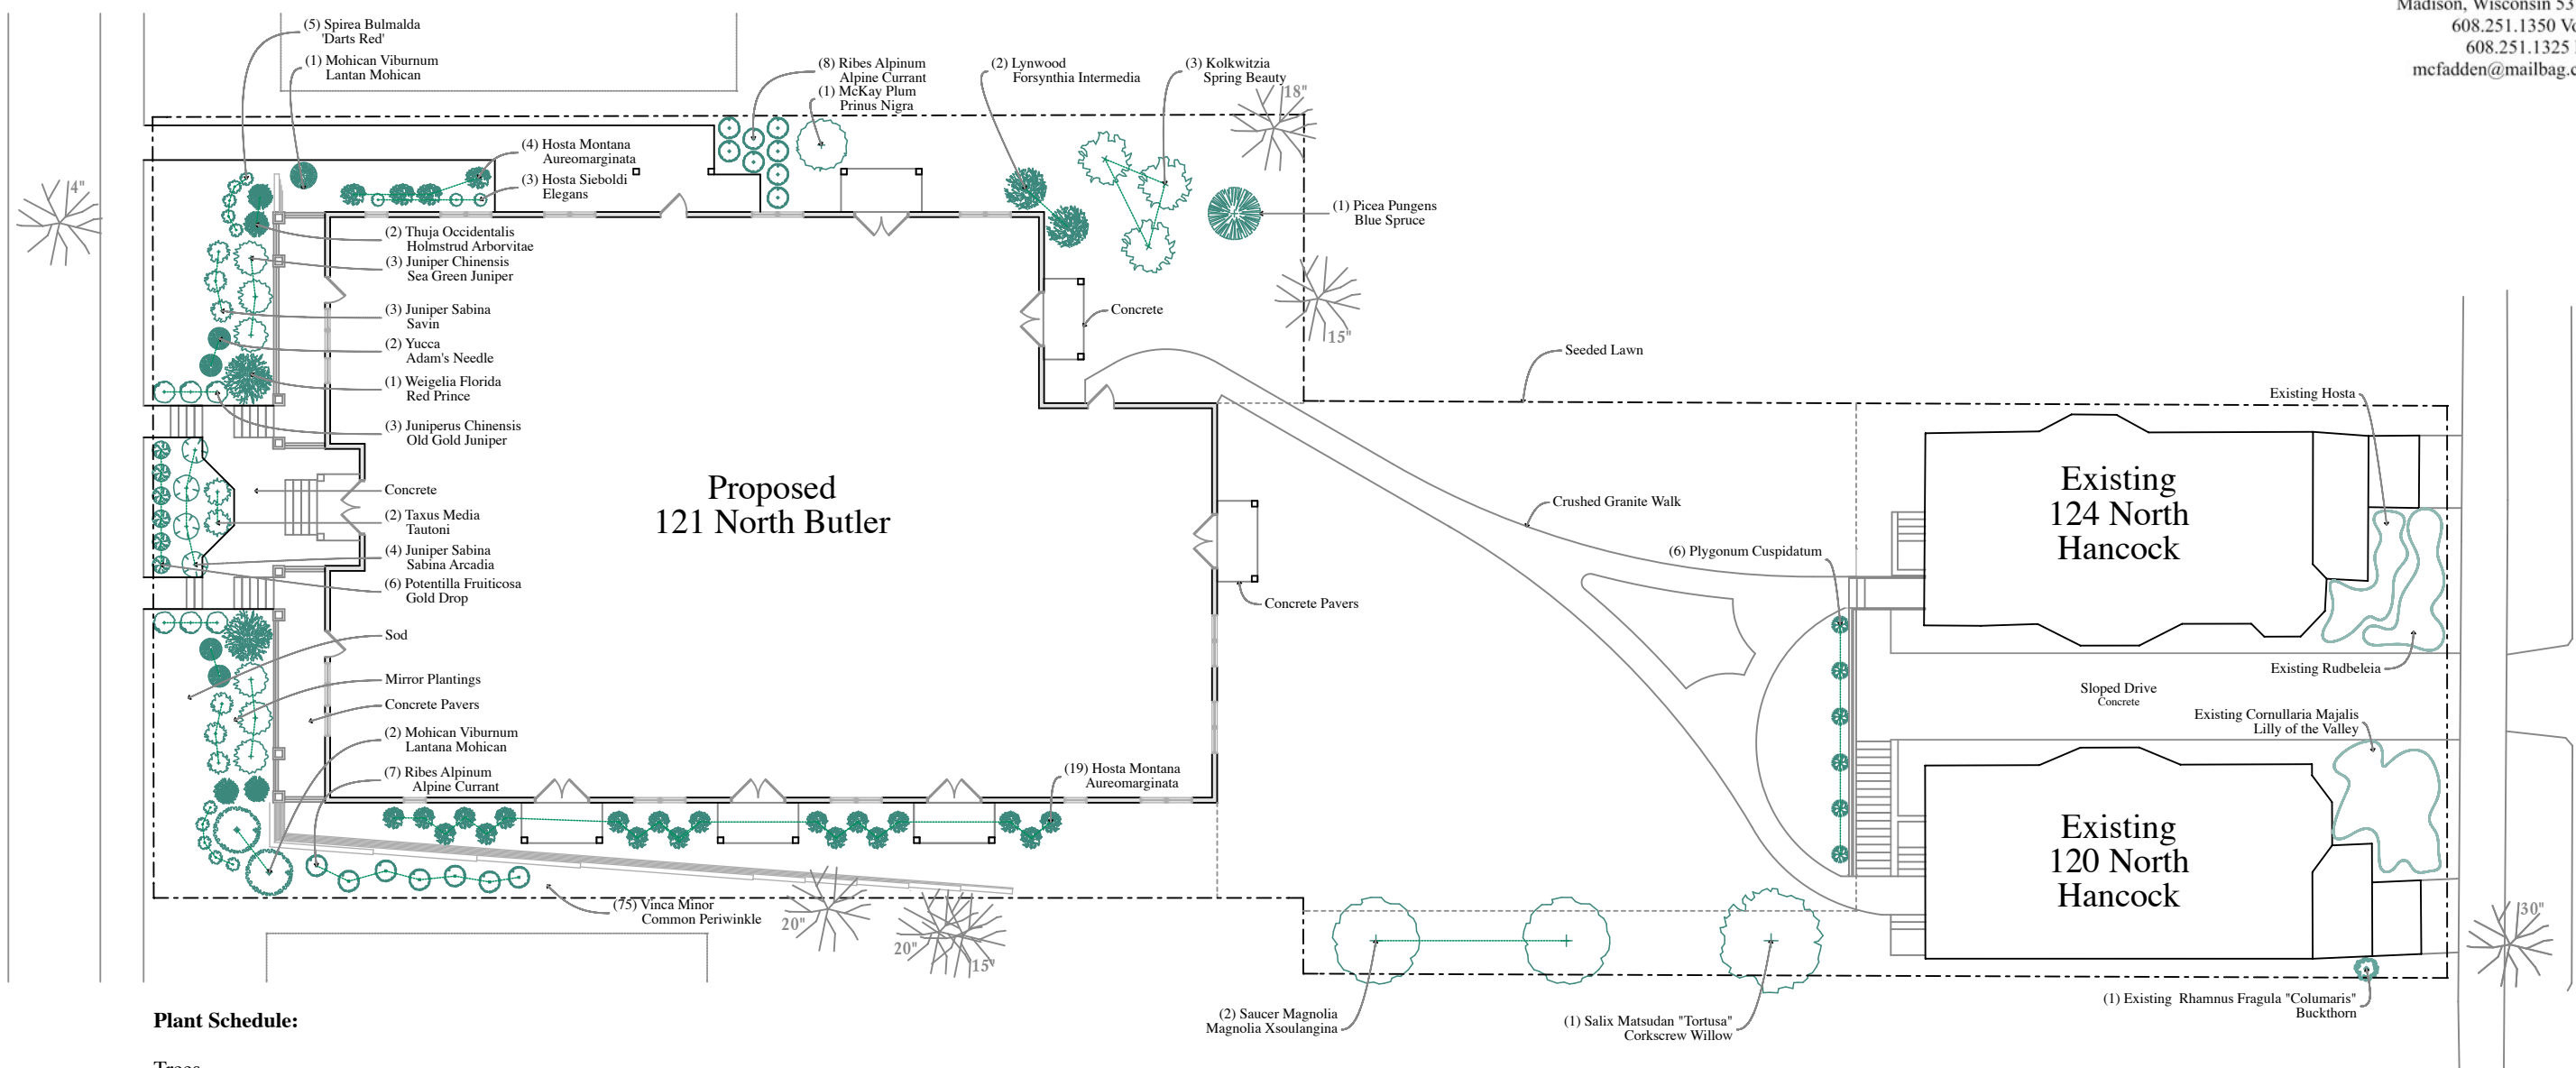 Madison, Wisconsin 53
608.251.1350 Vo
608.251.1325
mcfadden@mailbag.c
(5) Spirea Bulmalda
'Darts Red'
(1) Mohican Viburnum
Lantan Mohican
(8) Ribes Alpinum
Alpine Currant
(1) McKay Plum
Prinus Nigra
(2) Lynwood
Forsynthia Intermedia
(3) Kolkwitzia
Spring Beauty
18"
(4) Hosta Montana
Aureomarginata
(3) Hosta Sieboldi
Elegans
4"
(1) Picea Pungens
Blue Spruce
(2) Thuja Occidentalis
Holmstrud Arborvitae
(3) Juniper Chinensis
Sea Green Juniper
(3) Juniper Sabina
Savin
(2) Yucca
Adam's Needle
(1) Weigelia Florida
Red Prince
(3) Juniperus Chinensis
Old Gold Juniper
Concrete
15"
Seeded Lawn
Existing Hosta
Proposed
121 North Butler
Existing
124 North
Hancock
Concrete
(2) Taxus Media
Tautoni
(4) Juniper Sabina
Sabina Arcadia
(6) Potentilla Fruiticosa
Gold Drop
Crushed Granite Walk
(6) Plygonum Cuspidatum
Concrete Pavers
Sod
Mirror Plantings
Concrete Pavers
(2) Mohican Viburnum
Lantana Mohican
(7) Ribes Alpinum
Alpine Currant
Existing Rudbeleia
Sloped Drive
Concrete
Existing Cornullaria Majalis
Lilly of the Valley
(19) Hosta Montana
Aureomarginata
Existing
120 North
Hancock
(75) Vinca Minor
Common Periwinkle
20"
20"
15"
30"
(2) Saucer Magnolia
Magnolia Xsoulangina
(1) Salix Matsudan "Tortusa"
Corkscrew Willow
(1) Existing Rhamnus Fragula "Columaris"
Buckthorn
Plant Schedule:
Trees